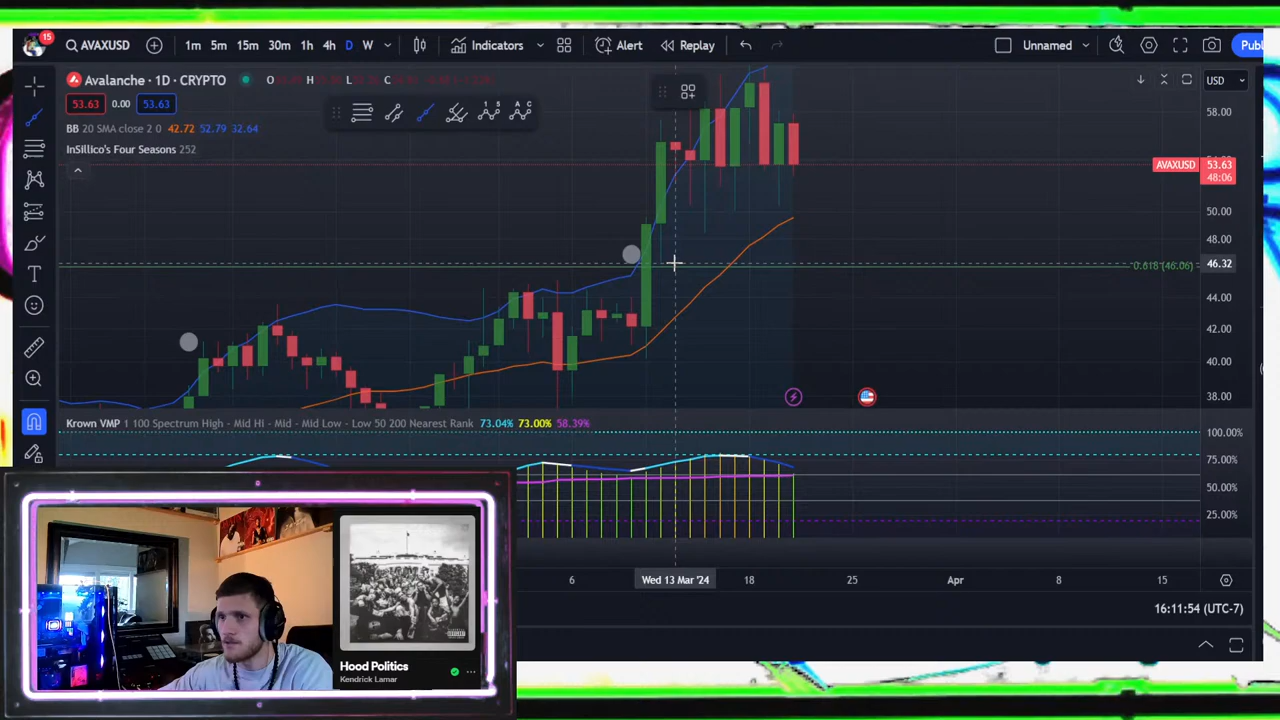 15
AVAXUSD
1m 5m 15m 30m 1h 4h D W
Indicators
Alert
Replay
Unnamed
Publ
Avalanche · 1D · CRYPTO
O
H
L
C
USD
53.63 0.00 53.63
BB 20 SMA close 2 0 42.72 52.79 32.64
InSillico's Four Seasons 252
58.00
AVAXUSD 53.63
48:06
50.00
48.00
0.618 (46.06)
46.32
44.00
42.00
40.00
38.00
Krown VMP 1 100 Spectrum High - Mid Hi - Mid - Mid Low - Low 50 200 Nearest Rank 73.04% 73.00% 58.39%
100.00%
75.00%
50.00%
25.00%
6 Wed 13 Mar '24 18 25 Apr 8 15
16:11:54 (UTC-7)
Hood Politics
Kendrick Lamar